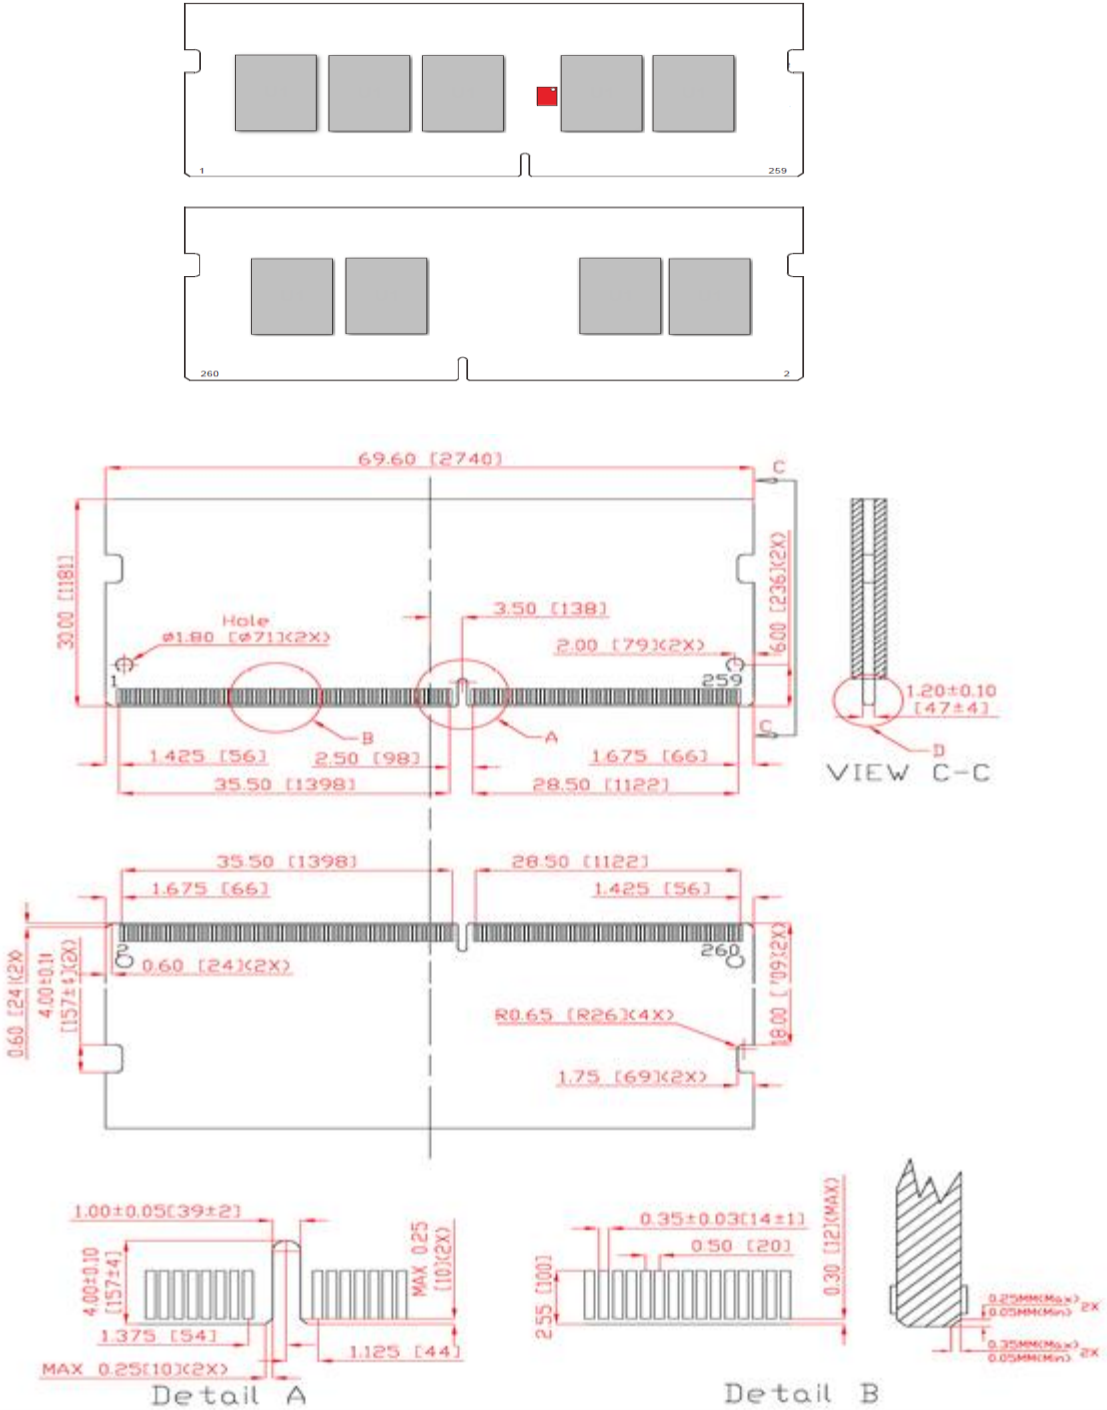 1
259
260
2
69.60 [2740]
C
30.00 [1181]
6.00 [236](2X)
3.50 [138]
Hole
ø1.80 [ø71](2X)
2.00 [79](2X)
1
259
1.20±0.10
[47±4]
B
A
C
D
1.425 [56]
2.50 [98]
1.675 [66]
VIEW C-C
35.50 [1398]
28.50 [1122]
35.50 [1398]
28.50 [1122]
1.675 [66]
1.425 [56]
2
260
0.60 [24](2X)
0.60 [24](2X)
4.00±0.1
[157±4](2X)
R0.65 [R26](4X)
1.75 [69](2X)
1.00±0.05[39±2]
4.00±0.10
[157±4]
MAX 0.25
[10](2X)
0.35±0.03[14±1]
0.50 [20]
2.55 [100]
0.30 [12](MAX)
0.25MM(Max)
0.05MM(Min)
2X
0.35MM(Max)
0.05MM(Min)
2X
1.375 [54]
1.125 [44]
MAX 0.25[10](2X)
Detail A
Detail B